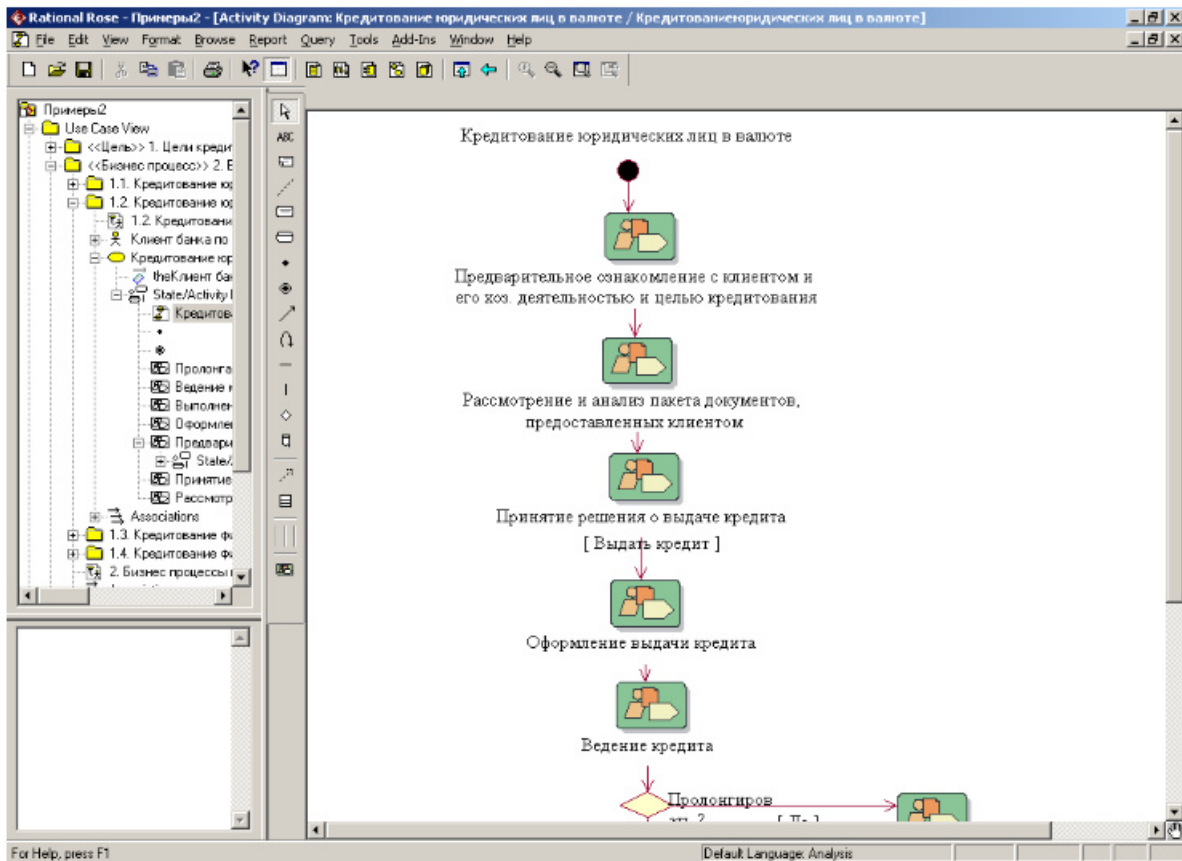 Rational Rose - Примеры2 - [Activity Diagram: Кредитование юридических лиц в валюте / Кредитованиеюридических лиц в валюте]
File Edit View Format Browse Report Query Tools Add-Ins Window Help
Примеры2
Use Case View
<<Цель>> 1. Цели креди
<<Бизнес процесс>> 2. Б
1.1. Кредитование юр
1.2. Кредитование юр
1.2. Кредитовани
Клиент банка по
Кредитование юр
theКлиент бан
State/Activity
Кредитов
Пролонга
Ведение
Выполнен
Оформле
Предвари
State/
Принятие
Рассмотр
Associations
1.3. Кредитование ф
1.4. Кредитование ф
2. Бизнес процессы
ABC
Кредитование юридических лиц в валюте
Предварительное ознакомление с клиентом и
его хоз. деятельностью и целью кредитования
Рассмотрение и анализ пакета документов,
предоставленных клиентом
Принятие решения о выдаче кредита
[ Выдать кредит ]
Оформление выдачи кредита
Ведение кредита
Пролонгиров
For Help, press F1
Default Language: Analysis